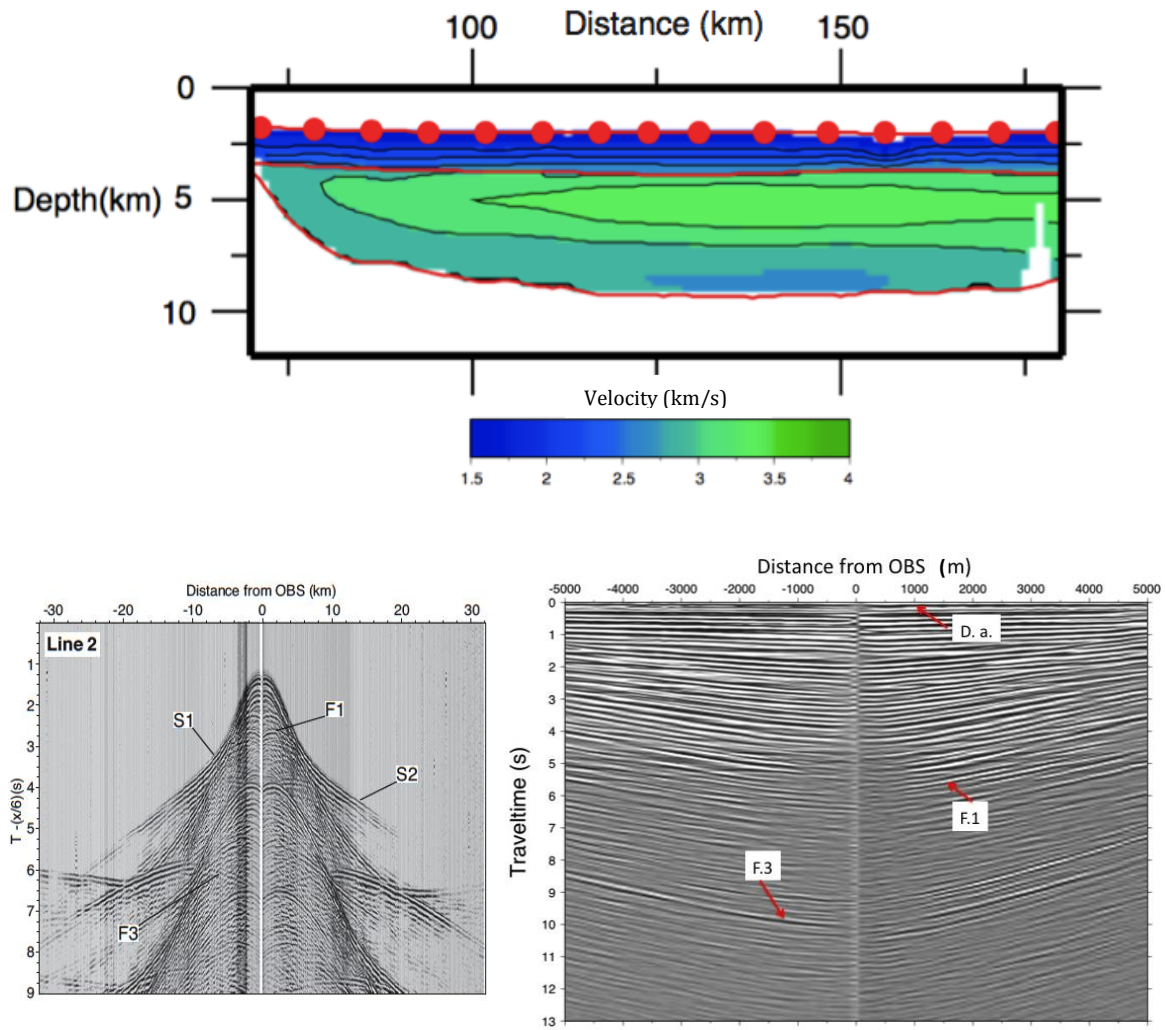 Distance (km)
100 150
0
Depth(km) 5
10
Velocity (km/s)
1.5 2 2.5 3 3.5 4
Distance from OBS (km)
-30 -20 -10 0 10 20 30
Line 2
T -(x/6)(s)
1
2
3
4
5
6
7
8
9
S1
F1
S2
F3
Distance from OBS (m)
-5000 -4000 -3000 -2000 -1000 0 1000 2000 3000 4000 5000
Traveltime (s)
0
1
2
3
4
5
6
7
8
9
10
11
12
13
D. a.
F.1
F.3